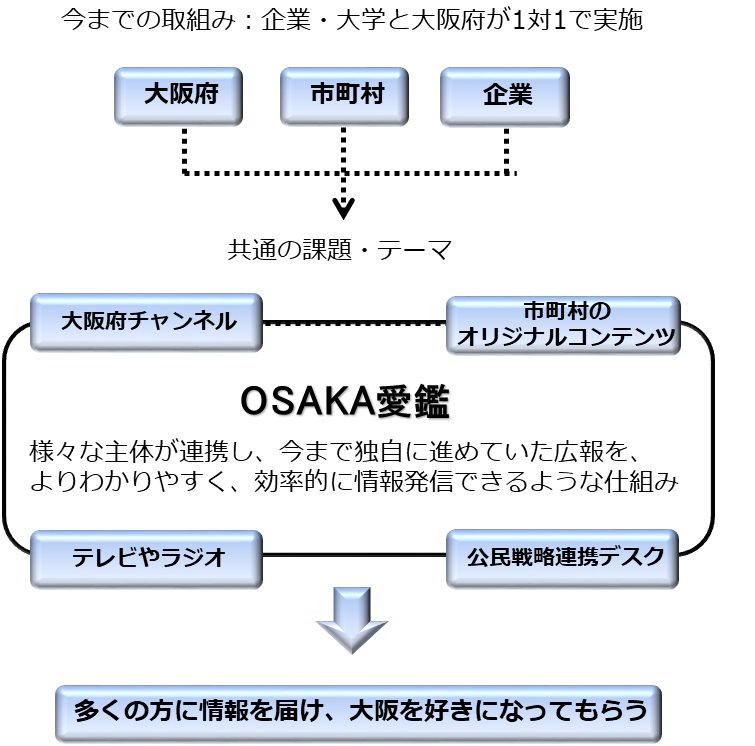 今までの取組み：企業・大学と大阪府が1対1で実施
大阪府
市町村
企業
共通の課題・テーマ
大阪府チャンネル
市町村の
オリジナルコンテンツ
OSAKA愛鑑
様々な主体が連携し、今まで独自に進めていた広報を、
よりわかりやすく、効率的に情報発信できるような仕組み
テレビやラジオ
公民戦略連携デスク
多くの方に情報を届け、大阪を好きになってもらう